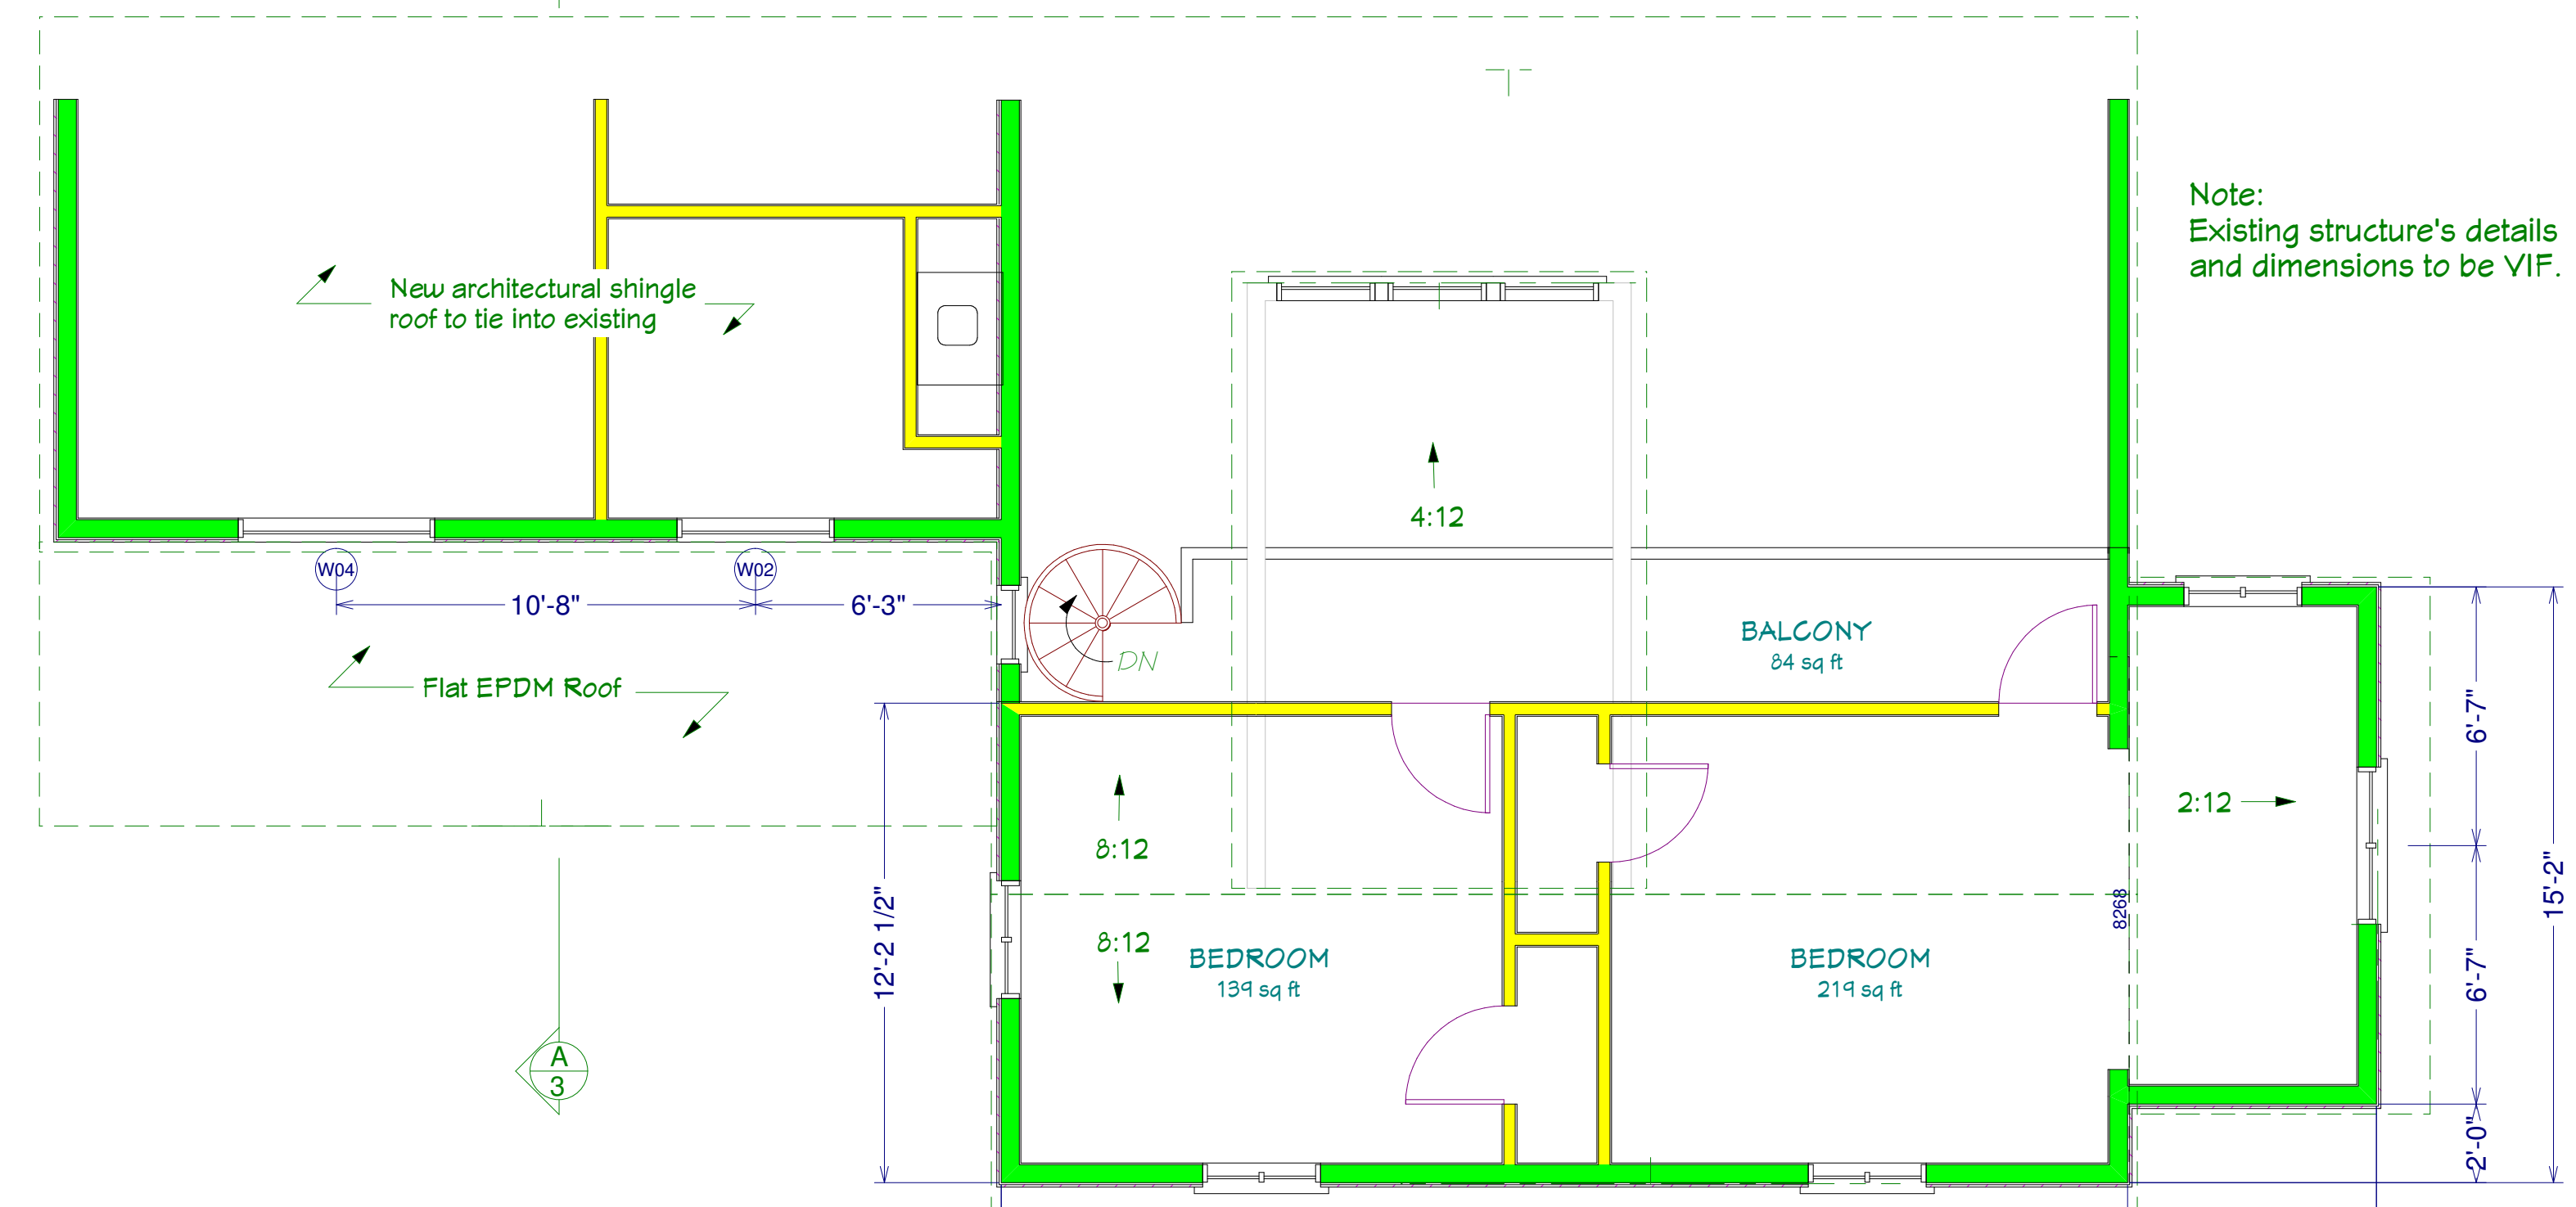 Note:
Existing structure's details
and dimensions to be VIF.
New architectural shingle
roof to tie into existing
4:12
W04
W02
10'-8"
6'-3"
DN
BALCONY
84 sq ft
Flat EPDM Roof
6'-7"
2:12
8:12
15'-2"
8268
12'-2 1/2"
8:12
BEDROOM
139 sq ft
BEDROOM
219 sq ft
6'-7"
A
3
2'-0"